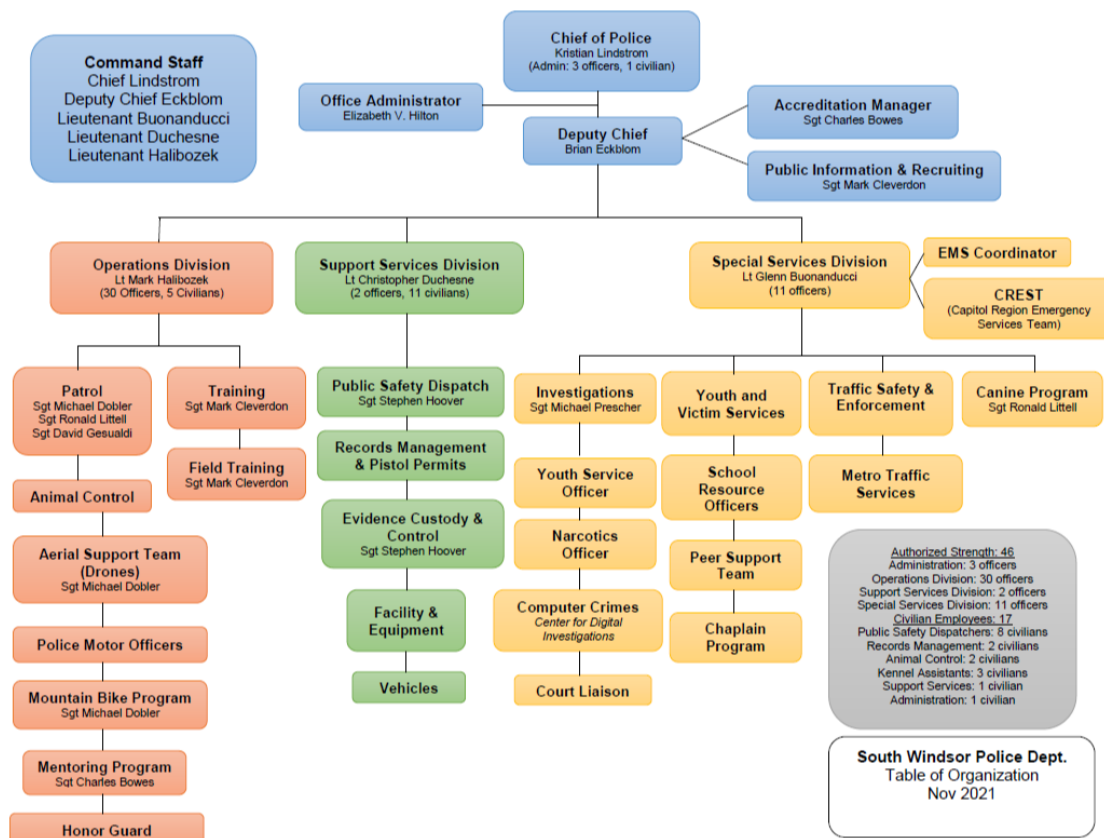 Command Staff
Chief Lindstrom
Deputy Chief Eckblom
Lieutenant Buonanducci
Lieutenant Duchesne
Lieutenant Halibozek
Chief of Police
Kristian Lindstrom
(Admin: 3 officers, 1 civilian)
Office Administrator
Elizabeth V. Hilton
Deputy Chief
Brian Eckblom
Accreditation Manager
Sgt Charles Bowes
Public Information & Recruiting
Sgt Mark Cleverdon
Operations Division
Lt Mark Halibozek
(30 Officers, 5 Civilians)
Support Services Division
Lt Christopher Duchesne
(2 officers, 11 civilians)
Special Services Division
Lt Glenn Buonanducci
(11 officers)
EMS Coordinator
CREST
(Capitol Region Emergency
Services Team)
Patrol
Sgt Michael Dobler
Sgt Ronald Littell
Sgt David Gesualdi
Animal Control
Aerial Support Team
(Drones)
Sgt Michael Dobler
Police Motor Officers
Mountain Bike Program
Sgt Michael Dobler
Mentoring Program
Sgt Charles Bowes
Honor Guard
Training
Sgt Mark Cleverdon
Field Training
Sgt Mark Cleverdon
Public Safety Dispatch
Sgt Stephen Hoover
Records Management
& Pistol Permits
Evidence Custody &
Control
Sgt Stephen Hoover
Facility &
Equipment
Vehicles
Investigations
Sgt Michael Prescher
Youth Service
Officer
Narcotics
Officer
Computer Crimes
Center for Digital
Investigations
Court Liaison
Youth and
Victim Services
School
Resource
Officers
Peer Support
Team
Chaplain
Program
Traffic Safety &
Enforcement
Metro Traffic
Services
Canine Program
Sgt Ronald Littell
Authorized Strength: 46
Administration: 3 officers
Operations Division: 30 officers
Support Services Division: 2 officers
Special Services Division: 11 officers
Civilian Employees: 17
Public Safety Dispatchers: 8 civilians
Records Management: 2 civilians
Animal Control: 2 civilians
Kennel Assistants: 3 civilians
Support Services: 1 civilian
Administration: 1 civilian
South Windsor Police Dept.
Table of Organization
Nov 2021